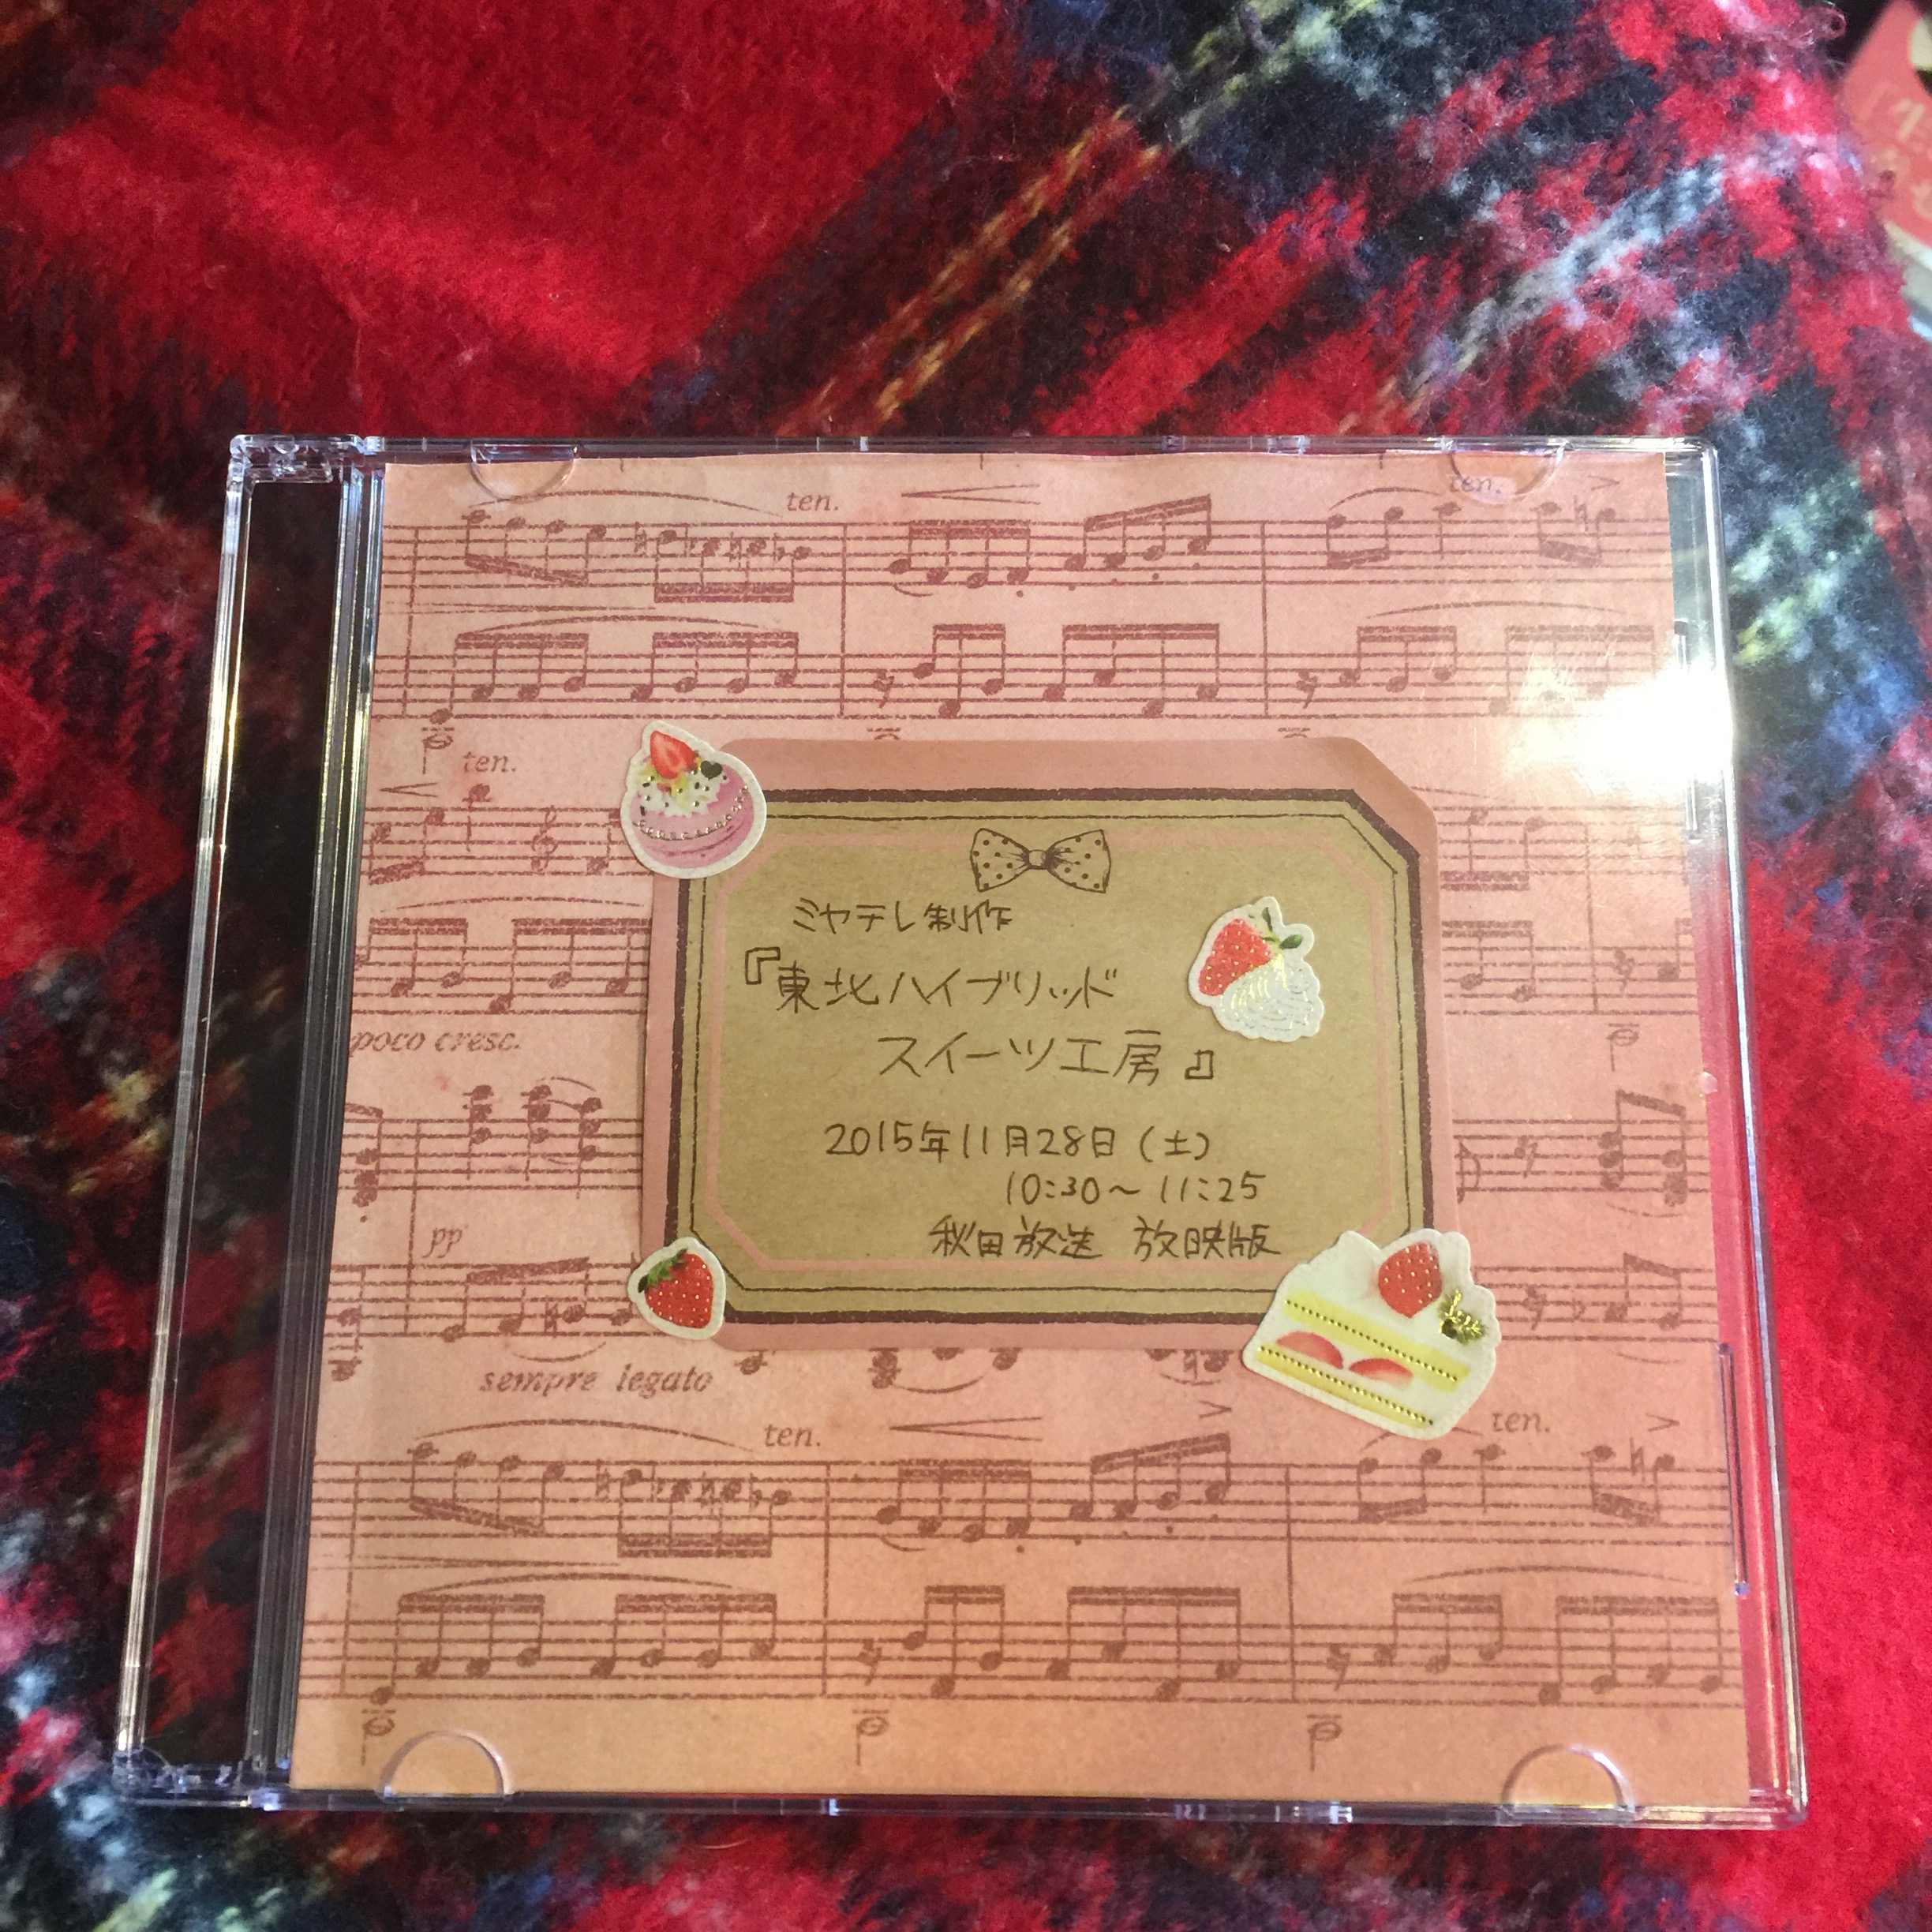 ten.
ten.
ten.
poco cresc.
ミヤテレ制作
『東北ハイブリッド
スイーツ工房』
2015年11月28日(土)
10:30～11:25
秋田放送 放映版
pp
sempre legato
ten.
ten.